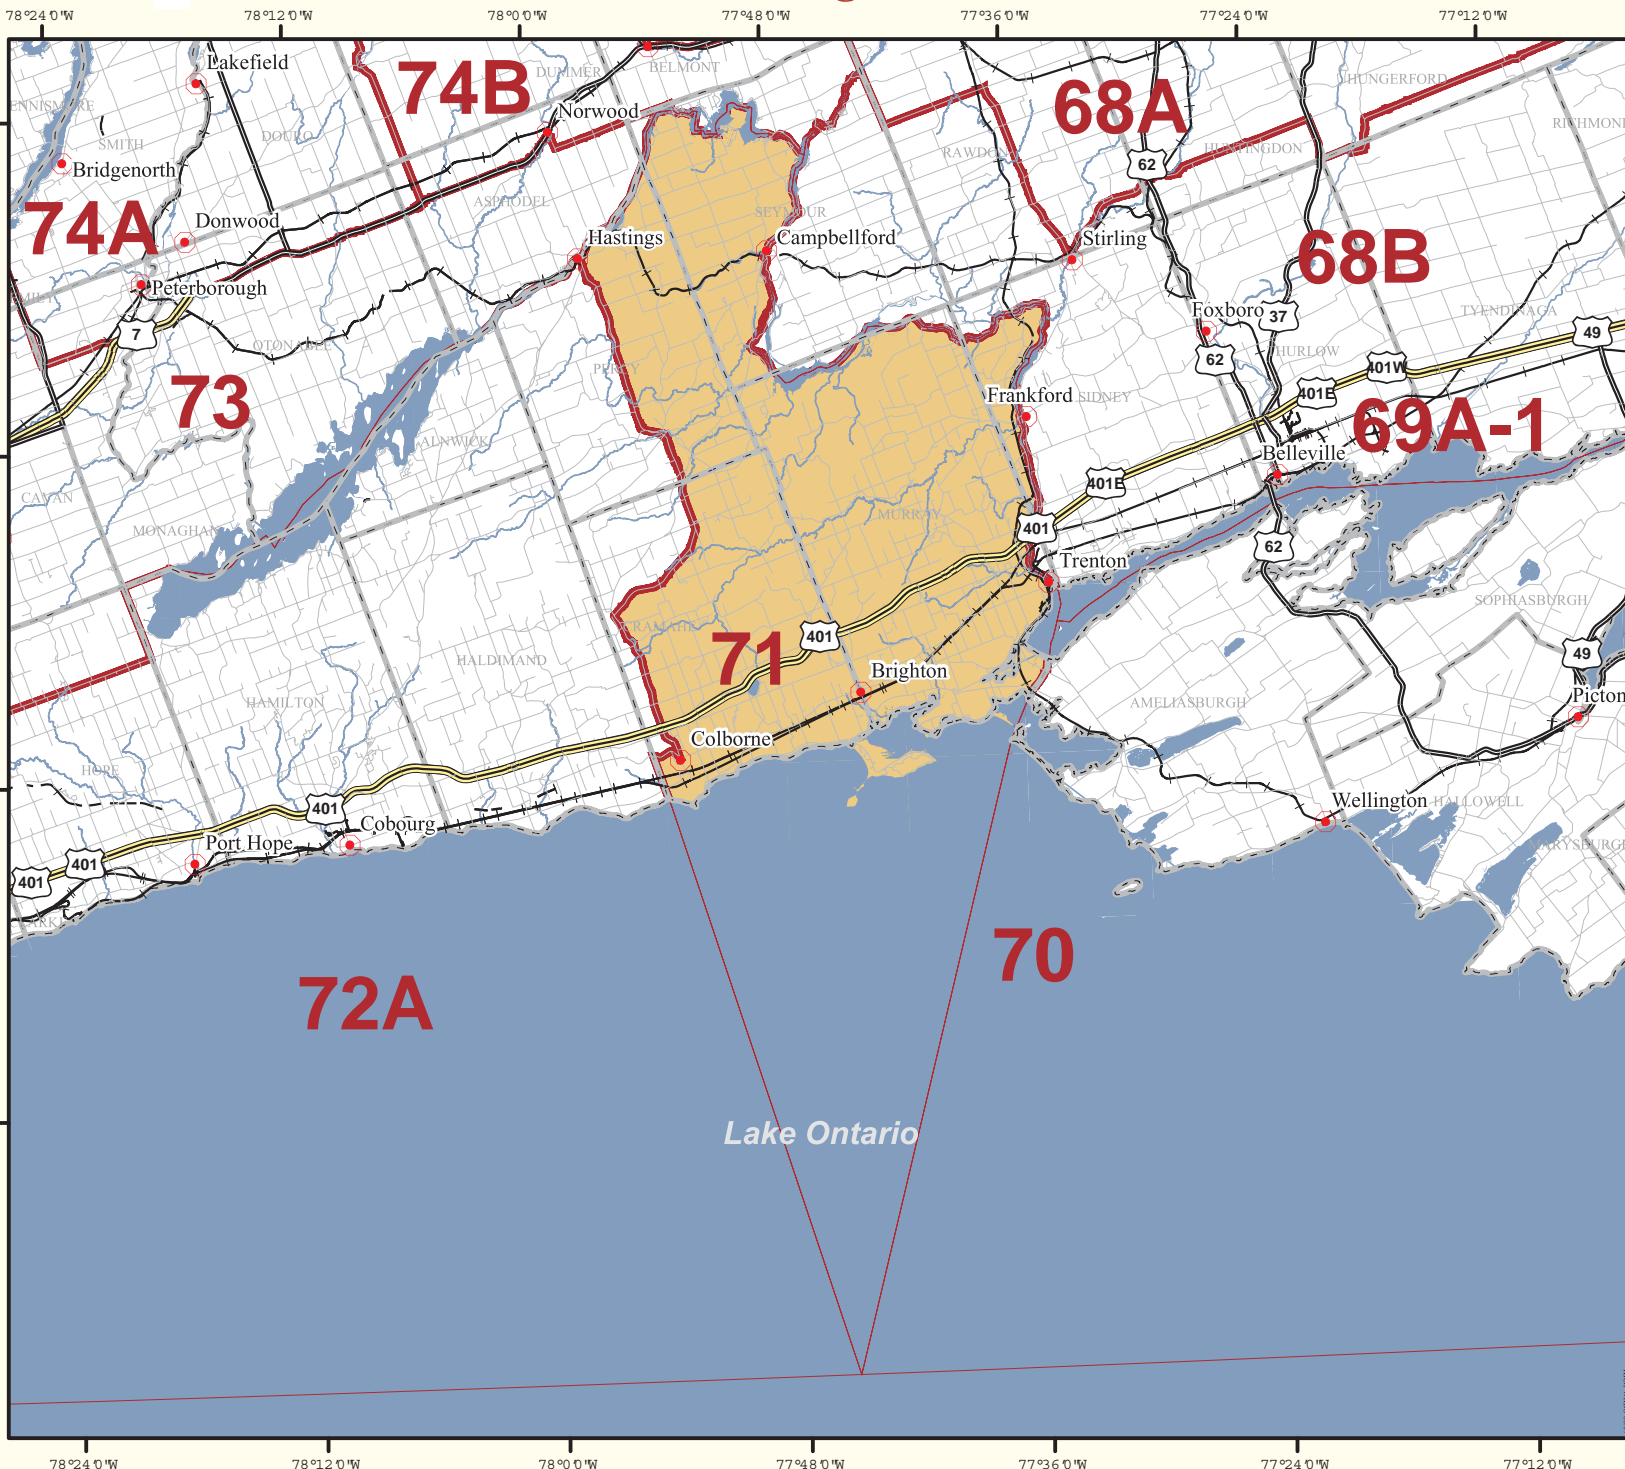 78°24'0"W
78°12'0"W
78°0'0"W
77°48'0"W
77°36'0"W
77°24'0"W
77°12'0"W
Lakefield
74B
DUMMER
BELMONT
68A
HUNGERFORD
ENNISMORE
Norwood
SMITH
DOURO
62
RICHMOND
Bridgenorth
RAWDON
HUNTINGDON
74A
Donwood
ASPHODEL
SEYMOUR
Hastings
Campbellford
Stirling
68B
Peterborough
7
Foxboro
37
TYENDINAGA
49
OTONABEE
62
THURLOW
PERCY
401W
73
Frankford
SIDNEY
401E
69A-1
ALNWICK
Belleville
CAVAN
401E
MONAGHAN
MURRAY
401
62
Trenton
SOPHIASBURGH
CRAMAHE
71
401
49
HALDIMAND
Brighton
Picton
HAMILTON
AMELIASBURGH
Colborne
HOPE
401
Cobourg
Wellington
HALLOWELL
Port Hope
401
MARYSBURGH
401
CLARKE
70
72A
Lake Ontario
78°24'0"W
78°12'0"W
78°0'0"W
77°48'0"W
77°36'0"W
77°24'0"W
77°12'0"W